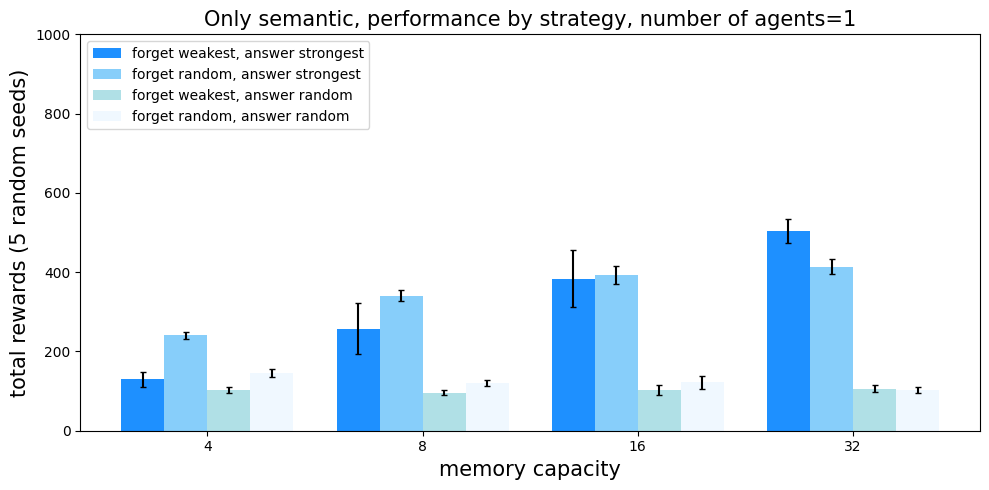 Only semantic, performance by strategy, number of agents=1
total rewards (5 random seeds)
1000
800
600
400
200
0
forget weakest, answer strongest
forget random, answer strongest
forget weakest, answer random
forget random, answer random
4
8
16
32
memory capacity